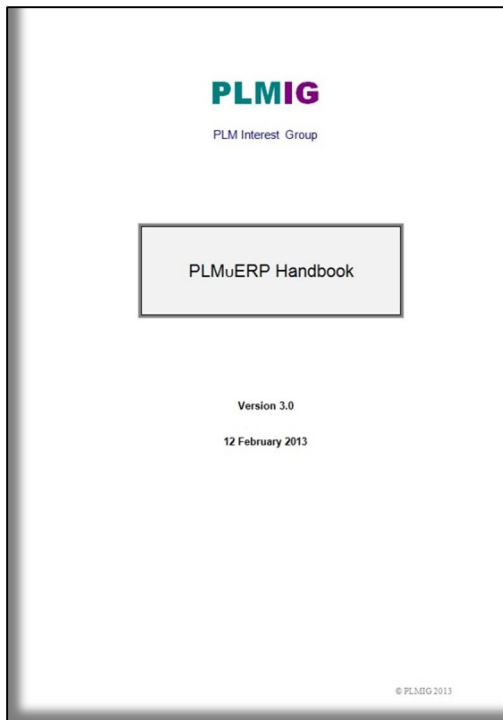 PLMIG
PLM Interest Group
PLMuERP Handbook
Version 3.0
12 February 2013
© PLMIG 2013